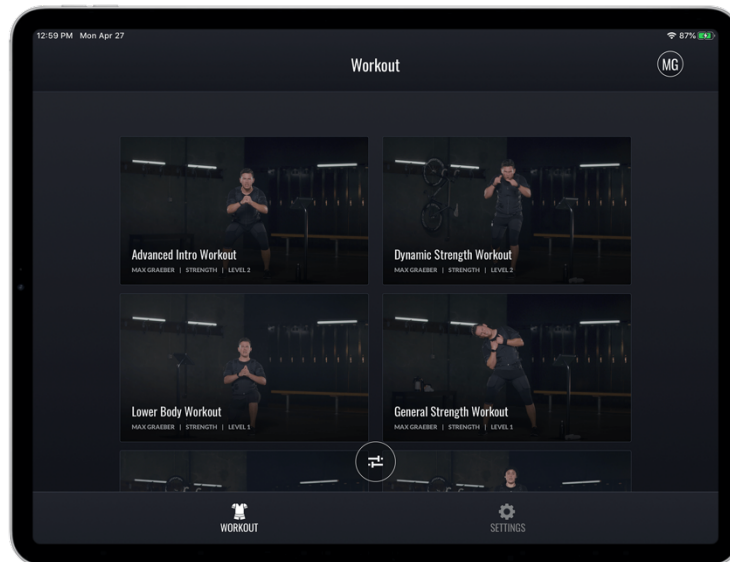 12:59 PM Mon Apr 27
87%
Workout
MG
Advanced Intro Workout
MAX GRAEBER | STRENGTH | LEVEL 2
Dynamic Strength Workout
MAX GRAEBER | STRENGTH | LEVEL 2
Lower Body Workout
MAX GRAEBER | STRENGTH | LEVEL 1
General Strength Workout
MAX GRAEBER | STRENGTH | LEVEL 1
WORKOUT
SETTINGS